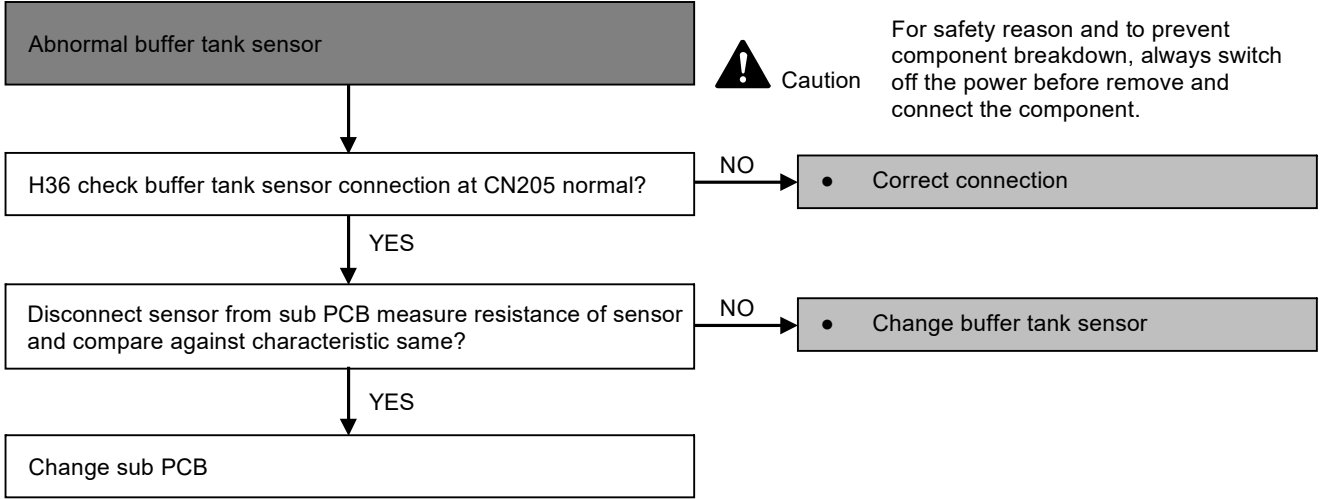 Abnormal buffer tank sensor
Caution
For safety reason and to prevent
component breakdown, always switch
off the power before remove and
connect the component.
H36 check buffer tank sensor connection at CN205 normal?
NO
● Correct connection
YES
Disconnect sensor from sub PCB measure resistance of sensor
and compare against characteristic same?
NO
● Change buffer tank sensor
YES
Change sub PCB